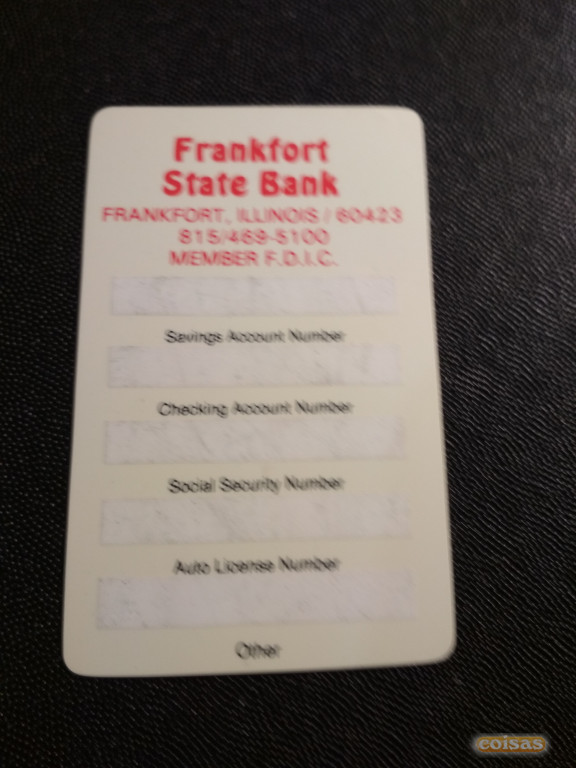 Frankfort
State Bank
FRANKFORT, ILLINOIS / 60423
815/469-5100
MEMBER F.D.I.C.
Savings Account Number
Checking Account Number
Social Security Number
Auto License Number
Other
coisas